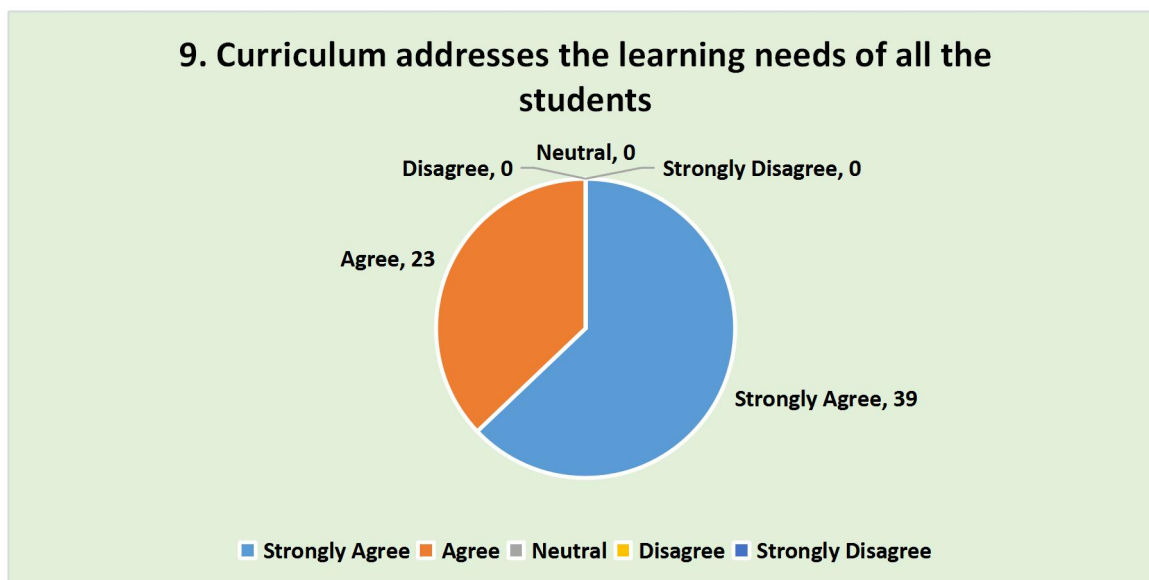 9. Curriculum addresses the learning needs of all the
students
Neutral, 0
Disagree, 0
Strongly Disagree, 0
Agree, 23
Strongly Agree, 39
Strongly Agree Agree Neutral Disagree Strongly Disagree